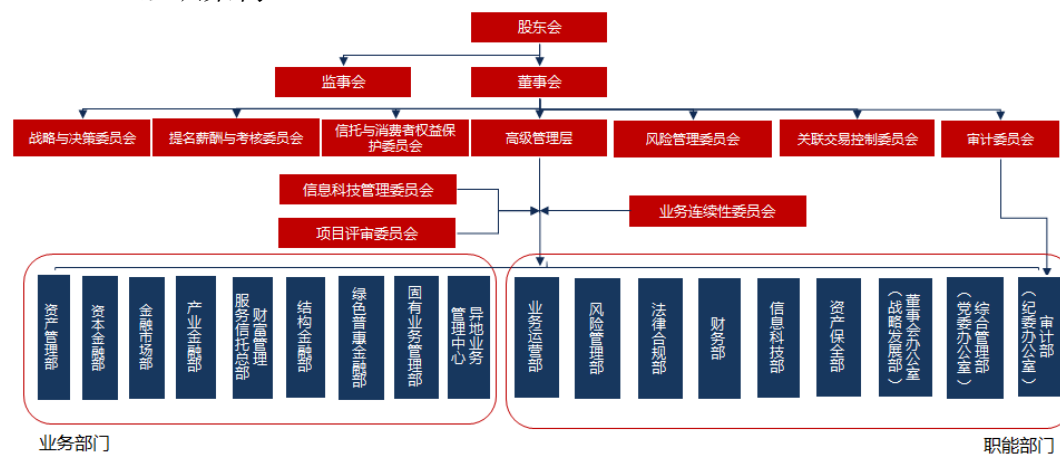 股东会
监事会
董事会
战略与决策委员会
提名薪酬与考核委员会
信托与消费者权益保
护委员会
高级管理层
风险管理委员会
关联交易控制委员会
审计委员会
信息科技管理委员会
业务连续性委员会
项目评审委员会
资产管理部
资本金融部
金融市场部
产业金融部
财富管理
服务信托总部
结构金融部
绿色普惠金融部
固有业务管理部
异地业务
管理中心
业务运营部
风险管理部
法律合规部
财务部
信息科技部
资产保全部
董事会办公室
（战略发展部）
综合管理部
（党委办公室）
审计部
（纪委办公室）
业务部门
职能部门